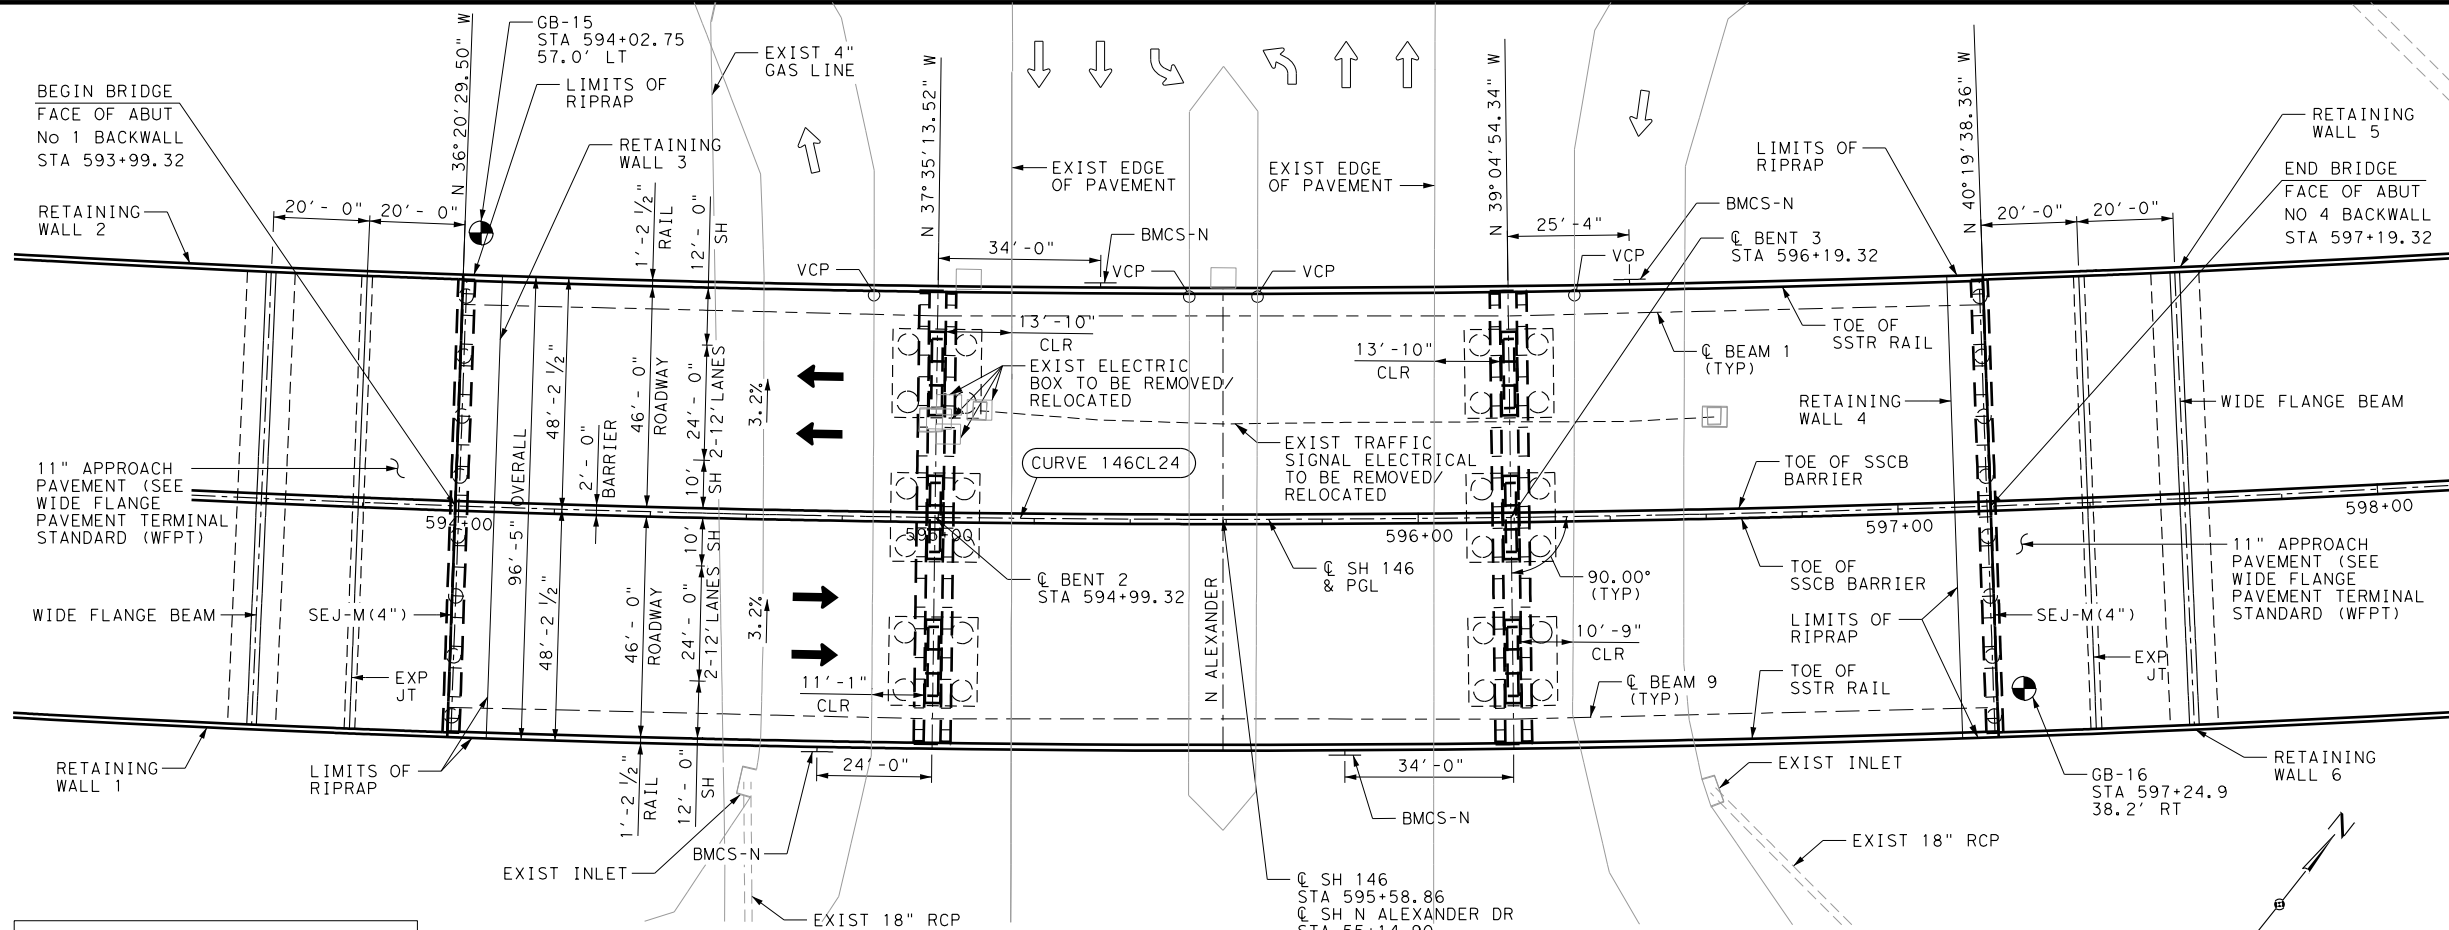 GB-15
STA 594+02.75
57.0' LT
N 36°20'29.50" W
EXIST 4"
GAS LINE
LIMITS OF
RIPRAP
BEGIN BRIDGE
FACE OF ABUT
No 1 BACKWALL
STA 593+99.32
RETAINING
WALL 3
RETAINING
WALL 2
20'- 0"
20'- 0"
1'-2 ½"
RAIL
12'- 0"
SH
N 37°35'13.52" W
EXIST EDGE
OF PAVEMENT
EXIST EDGE
OF PAVEMENT
N 39°04'54.34" W
LIMITS OF
RIPRAP
N 40°19'38.36" W
RETAINING
WALL 5
END BRIDGE
FACE OF ABUT
NO 4 BACKWALL
STA 597+19.32
BMCS-N
34'-0"
25'-4"
BMCS-N
℄ BENT 3
STA 596+19.32
20'-0"
20'-0"
VCP
VCP
VCP
VCP
13'-10"
CLR
13'-10"
CLR
TOE OF
SSTR RAIL
℄ BEAM 1
(TYP)
EXIST ELECTRIC
BOX TO BE REMOVED/
RELOCATED
48'-2 ½"
46'- 0"
ROADWAY
24'- 0"
2-12'LANES
3.2%
2'- 0"
BARRIER
10'
SH
96'-5" OVERALL
RETAINING
WALL 4
WIDE FLANGE BEAM
EXIST TRAFFIC
SIGNAL ELECTRICAL
TO BE REMOVED/
RELOCATED
CURVE 146CL24
TOE OF SSCB
BARRIER
11" APPROACH
PAVEMENT (SEE
WIDE FLANGE
PAVEMENT TERMINAL
STANDARD (WFPT)
594+00
595+00
596+00
597+00
598+00
10'
SH
48'-2 ½"
46'- 0"
ROADWAY
24'- 0"
2-12'LANES
3.2%
℄ BENT 2
STA 594+99.32
N ALEXANDER
℄ SH 146
& PGL
90.00°
(TYP)
TOE OF
SSCB BARRIER
11" APPROACH
PAVEMENT (SEE
WIDE FLANGE
PAVEMENT TERMINAL
STANDARD (WFPT)
WIDE FLANGE BEAM
SEJ-M(4")
LIMITS OF
RIPRAP
SEJ-M(4")
10'-9"
CLR
EXP
JT
EXP
JT
11'-1"
CLR
℄ BEAM 9
(TYP)
TOE OF
SSTR RAIL
RETAINING
WALL 1
LIMITS OF
RIPRAP
1'-2 ½"
RAIL
12'- 0"
SH
24'-0"
34'-0"
EXIST INLET
GB-16
STA 597+24.9
38.2' RT
RETAINING
WALL 6
BMCS-N
BMCS-N
EXIST INLET
EXIST 18" RCP
EXIST 18" RCP
℄ SH 146
STA 595+58.86
℄ SH N ALEXANDER DR
STA 55+14.90
N